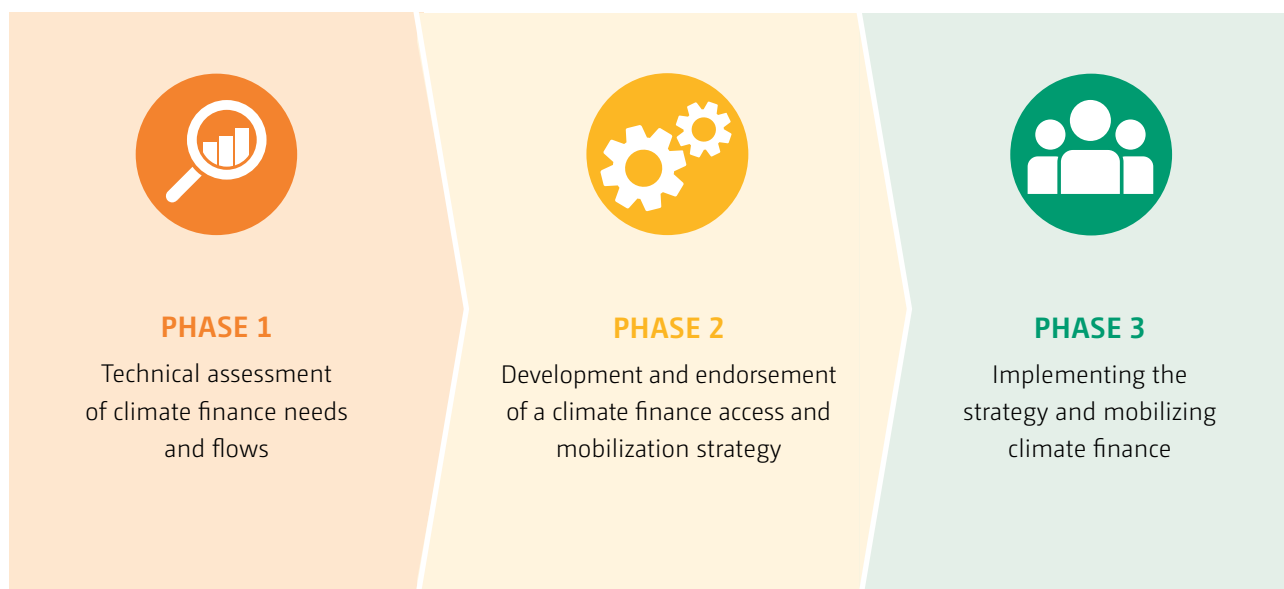 PHASE 1
Technical assessment
of climate finance needs
and flows
PHASE 2
Development and endorsement
of a climate finance access and
mobilization strategy
PHASE 3
Implementing the
strategy and mobilizing
climate finance